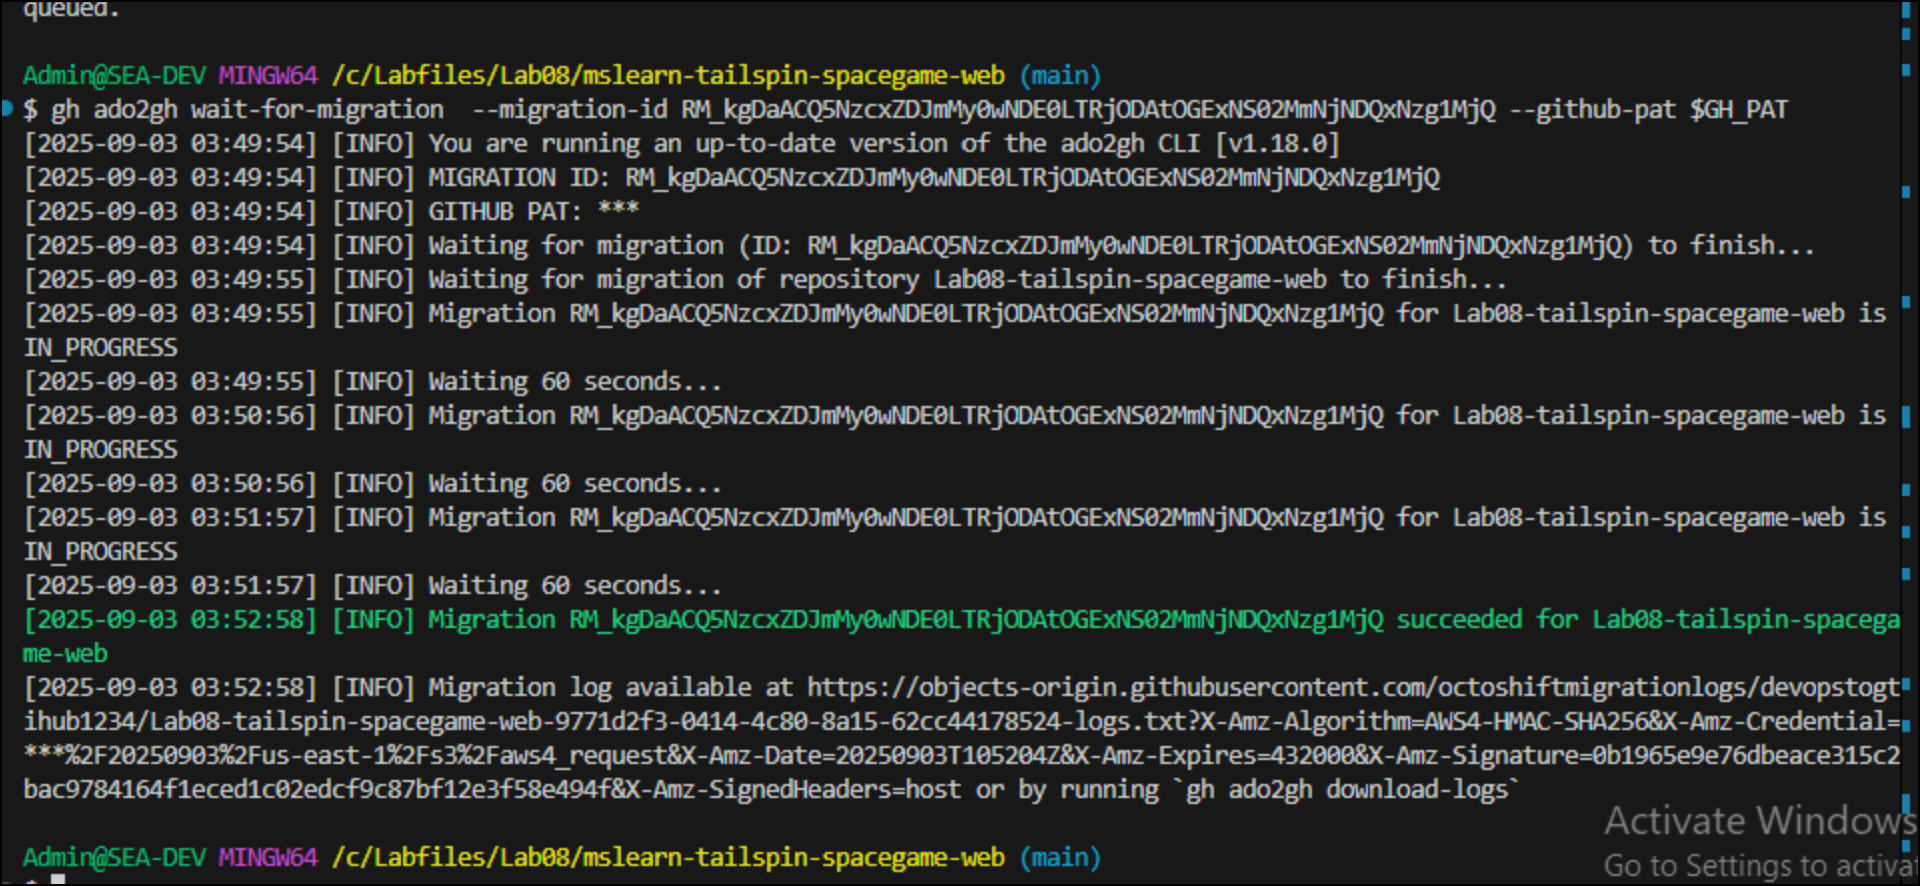 queued.
Admin@SEA-DEV MINGW64 /c/Labfiles/Lab08/mslearn-tailspin-spacegame-web (main)
$ gh ado2gh wait-for-migration  --migration-id RM_kgDaACQ5NzcxZDJmMy0wNDE0LTRjODAtOGExNS02MmNjNDQxNzg1MjQ --github-pat $GH_PAT
[2025-09-03 03:49:54] [INFO] You are running an up-to-date version of the ado2gh CLI [v1.18.0]
[2025-09-03 03:49:54] [INFO] MIGRATION ID: RM_kgDaACQ5NzcxZDJmMy0wNDE0LTRjODAtOGExNS02MmNjNDQxNzg1MjQ
[2025-09-03 03:49:54] [INFO] GITHUB PAT: ***
[2025-09-03 03:49:54] [INFO] Waiting for migration (ID: RM_kgDaACQ5NzcxZDJmMy0wNDE0LTRjODAtOGExNS02MmNjNDQxNzg1MjQ) to finish...
[2025-09-03 03:49:55] [INFO] Waiting for migration of repository Lab08-tailspin-spacegame-web to finish...
[2025-09-03 03:49:55] [INFO] Migration RM_kgDaACQ5NzcxZDJmMy0wNDE0LTRjODAtOGExNS02MmNjNDQxNzg1MjQ for Lab08-tailspin-spacegame-web is
IN_PROGRESS
[2025-09-03 03:49:55] [INFO] Waiting 60 seconds...
[2025-09-03 03:50:56] [INFO] Migration RM_kgDaACQ5NzcxZDJmMy0wNDE0LTRjODAtOGExNS02MmNjNDQxNzg1MjQ for Lab08-tailspin-spacegame-web is
IN_PROGRESS
[2025-09-03 03:50:56] [INFO] Waiting 60 seconds...
[2025-09-03 03:51:57] [INFO] Migration RM_kgDaACQ5NzcxZDJmMy0wNDE0LTRjODAtOGExNS02MmNjNDQxNzg1MjQ for Lab08-tailspin-spacegame-web is
IN_PROGRESS
[2025-09-03 03:51:57] [INFO] Waiting 60 seconds...
[2025-09-03 03:52:58] [INFO] Migration RM_kgDaACQ5NzcxZDJmMy0wNDE0LTRjODAtOGExNS02MmNjNDQxNzg1MjQ succeeded for Lab08-tailspin-spacega
me-web
[2025-09-03 03:52:58] [INFO] Migration log available at https://objects-origin.githubusercontent.com/octoshiftmigrationlogs/devopstogt
ihub1234/Lab08-tailspin-spacegame-web-9771d2f3-0414-4c80-8a15-62cc44178524-logs.txt?X-Amz-Algorithm=AWS4-HMAC-SHA256&X-Amz-Credential=
***%2F20250903%2Fus-east-1%2Fs3%2Faws4_request&X-Amz-Date=20250903T105204Z&X-Amz-Expires=432000&X-Amz-Signature=0b1965e9e76dbeace315c2
bac9784164f1eced1c02edcf9c87bf12e3f58e494f&X-Amz-SignedHeaders=host or by running `gh ado2gh download-logs`
Admin@SEA-DEV MINGW64 /c/Labfiles/Lab08/mslearn-tailspin-spacegame-web (main)
Activate Windows
Go to Settings to activa